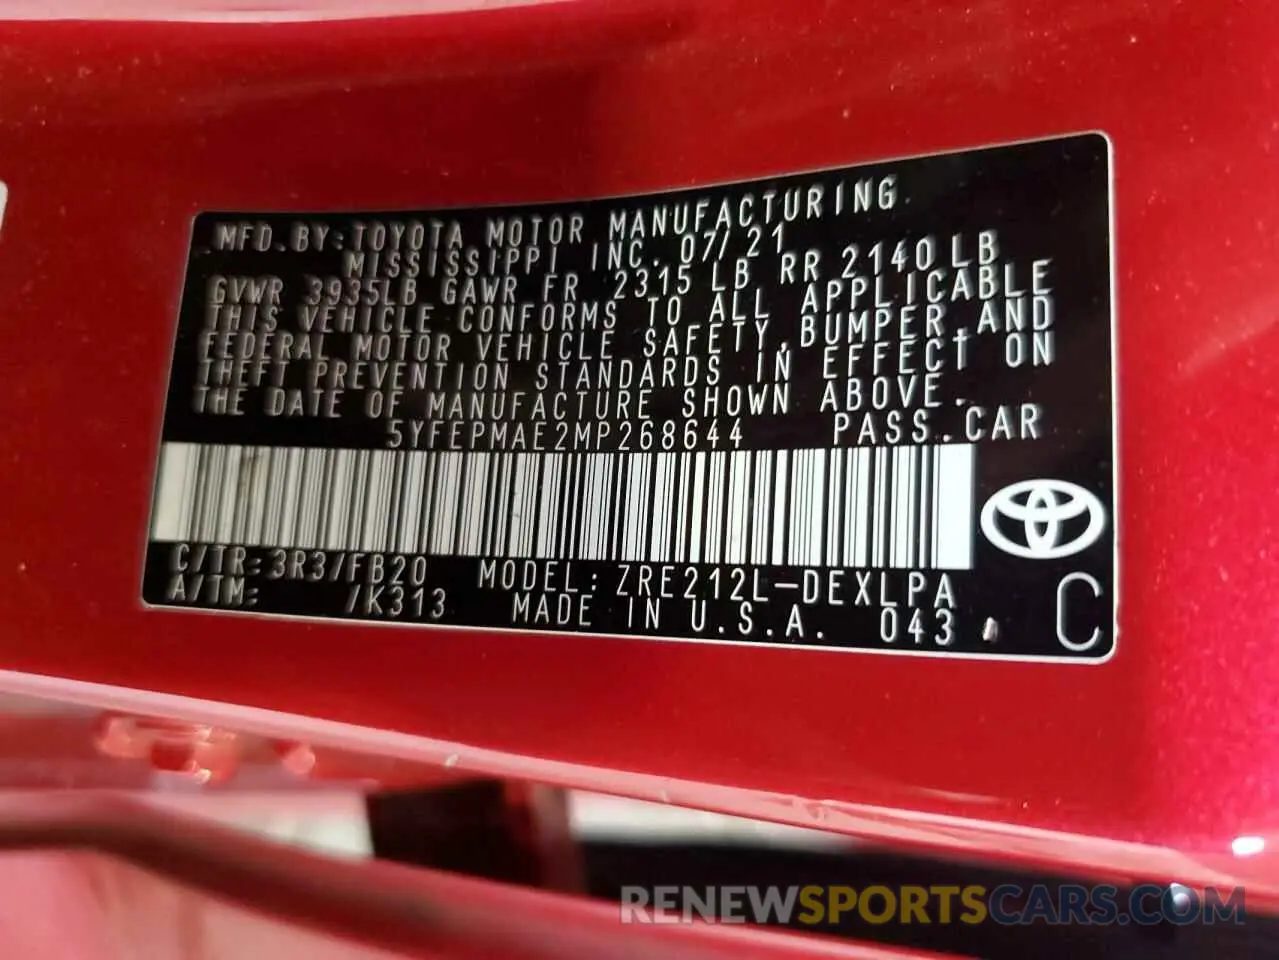 MFD. BY: TOYOTA MOTOR MANUFACTURING
MISSISSIPPI INC. 07/21
GVWR 3935LB GAWR FR 2315 LB RR 2140 LB
THIS VEHICLE CONFORMS TO ALL APPLICABLE
FEDERAL MOTOR VEHICLE SAFETY, BUMPER, AND
THEFT PREVENTION STANDARDS IN EFFECT ON
THE DATE OF MANUFACTURE SHOWN ABOVE.
5YFEPMAE2MP268644 PASS. CAR
C/TR: 3R3/FB20 MODEL: ZRE212L-DEXLPA
A/TM: /K313 MADE IN U.S.A. 043 C
RENEWSPORTSCARS.COM